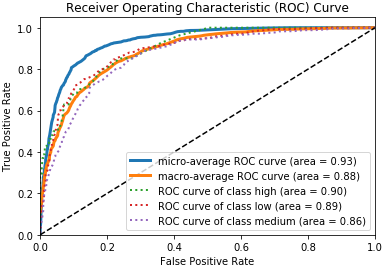 Receiver Operating Characteristic (ROC) Curve
1.0
0.8
0.6
0.4
0.2
0.0
True Positive Rate
micro-average ROC curve (area = 0.93)
macro-average ROC curve (area = 0.88)
ROC curve of class high (area = 0.90)
ROC curve of class low (area = 0.89)
ROC curve of class medium (area = 0.86)
0.0 0.2 0.4 0.6 0.8 1.0
False Positive Rate